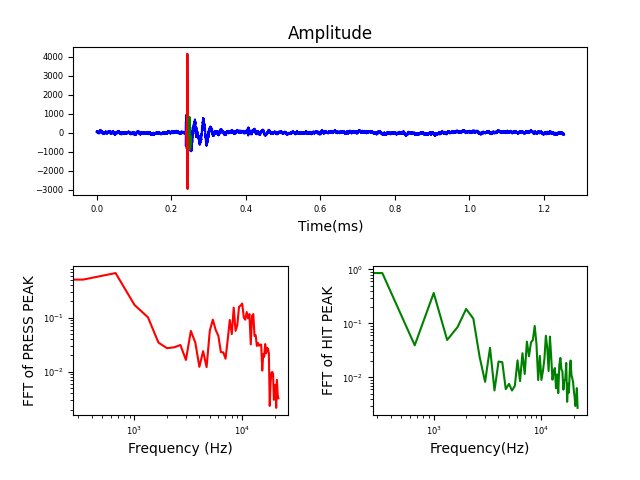 Amplitude
4000
3000
2000
1000
0
−1000
−2000
−3000
0.0 0.2 0.4 0.6 0.8 1.0 1.2
Time(ms)
FFT of PRESS PEAK
10⁻¹
10⁻²
10³ 10⁴
Frequency (Hz)
FFT of HIT PEAK
10⁰
10⁻¹
10⁻²
10³ 10⁴
Frequency(Hz)